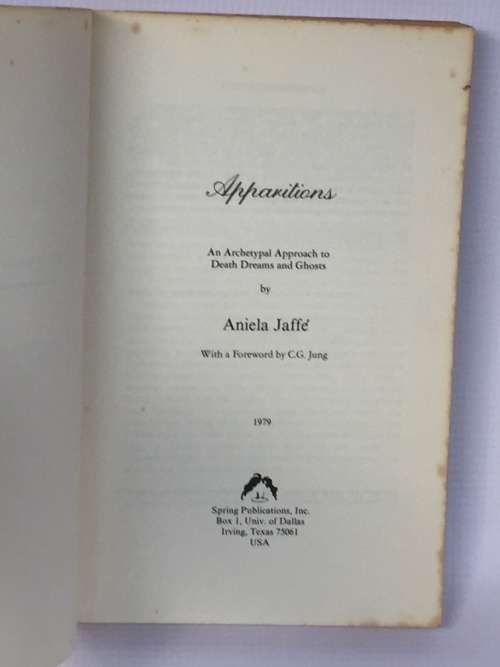 Apparitions
An Archetypal Approach to
Death Dreams and Ghosts
by
Aniela Jaffé
With a Foreword by C.G. Jung
1979
Spring Publications, Inc.
Box 1, Univ. of Dallas
Irving, Texas 75061
USA